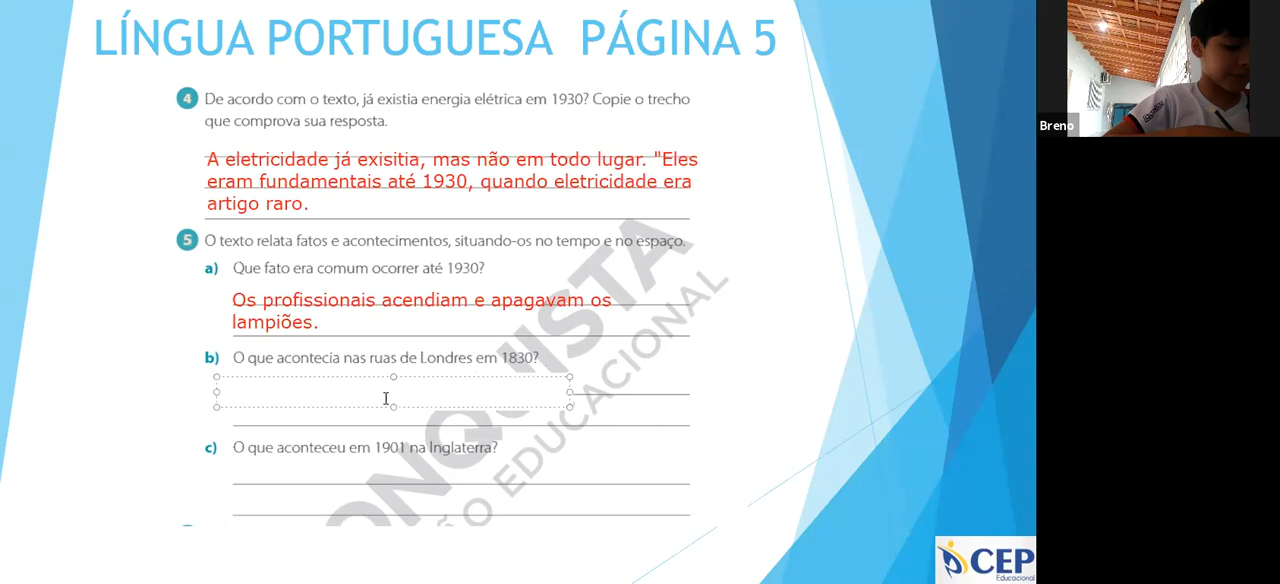 LÍNGUA PORTUGUESA PÁGINA 5
4 De acordo com o texto, já existia energia elétrica em 1930? Copie o trecho
que comprova sua resposta.
A eletricidade já exisitia, mas não em todo lugar. "Eles
eram fundamentais até 1930, quando eletricidade era
artigo raro.
5 O texto relata fatos e acontecimentos, situando-os no tempo e no espaço.
a) Que fato era comum ocorrer até 1930?
Os profissionais acendiam e apagavam os
lampiões.
b) O que acontecia nas ruas de Londres em 1830?
c) O que aconteceu em 1901 na Inglaterra?
ONQUISTA
ÃO EDUCACIONAL
Breno
CEP
Educacional